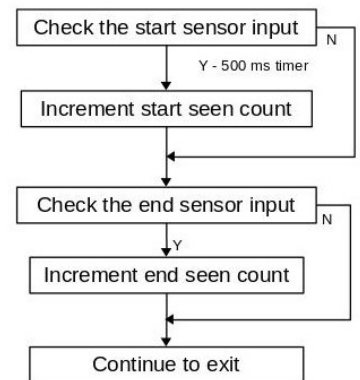 Check the start sensor input
N
Y - 500 ms timer
Increment start seen count
Check the end sensor input
N
Y
Increment end seen count
Continue to exit